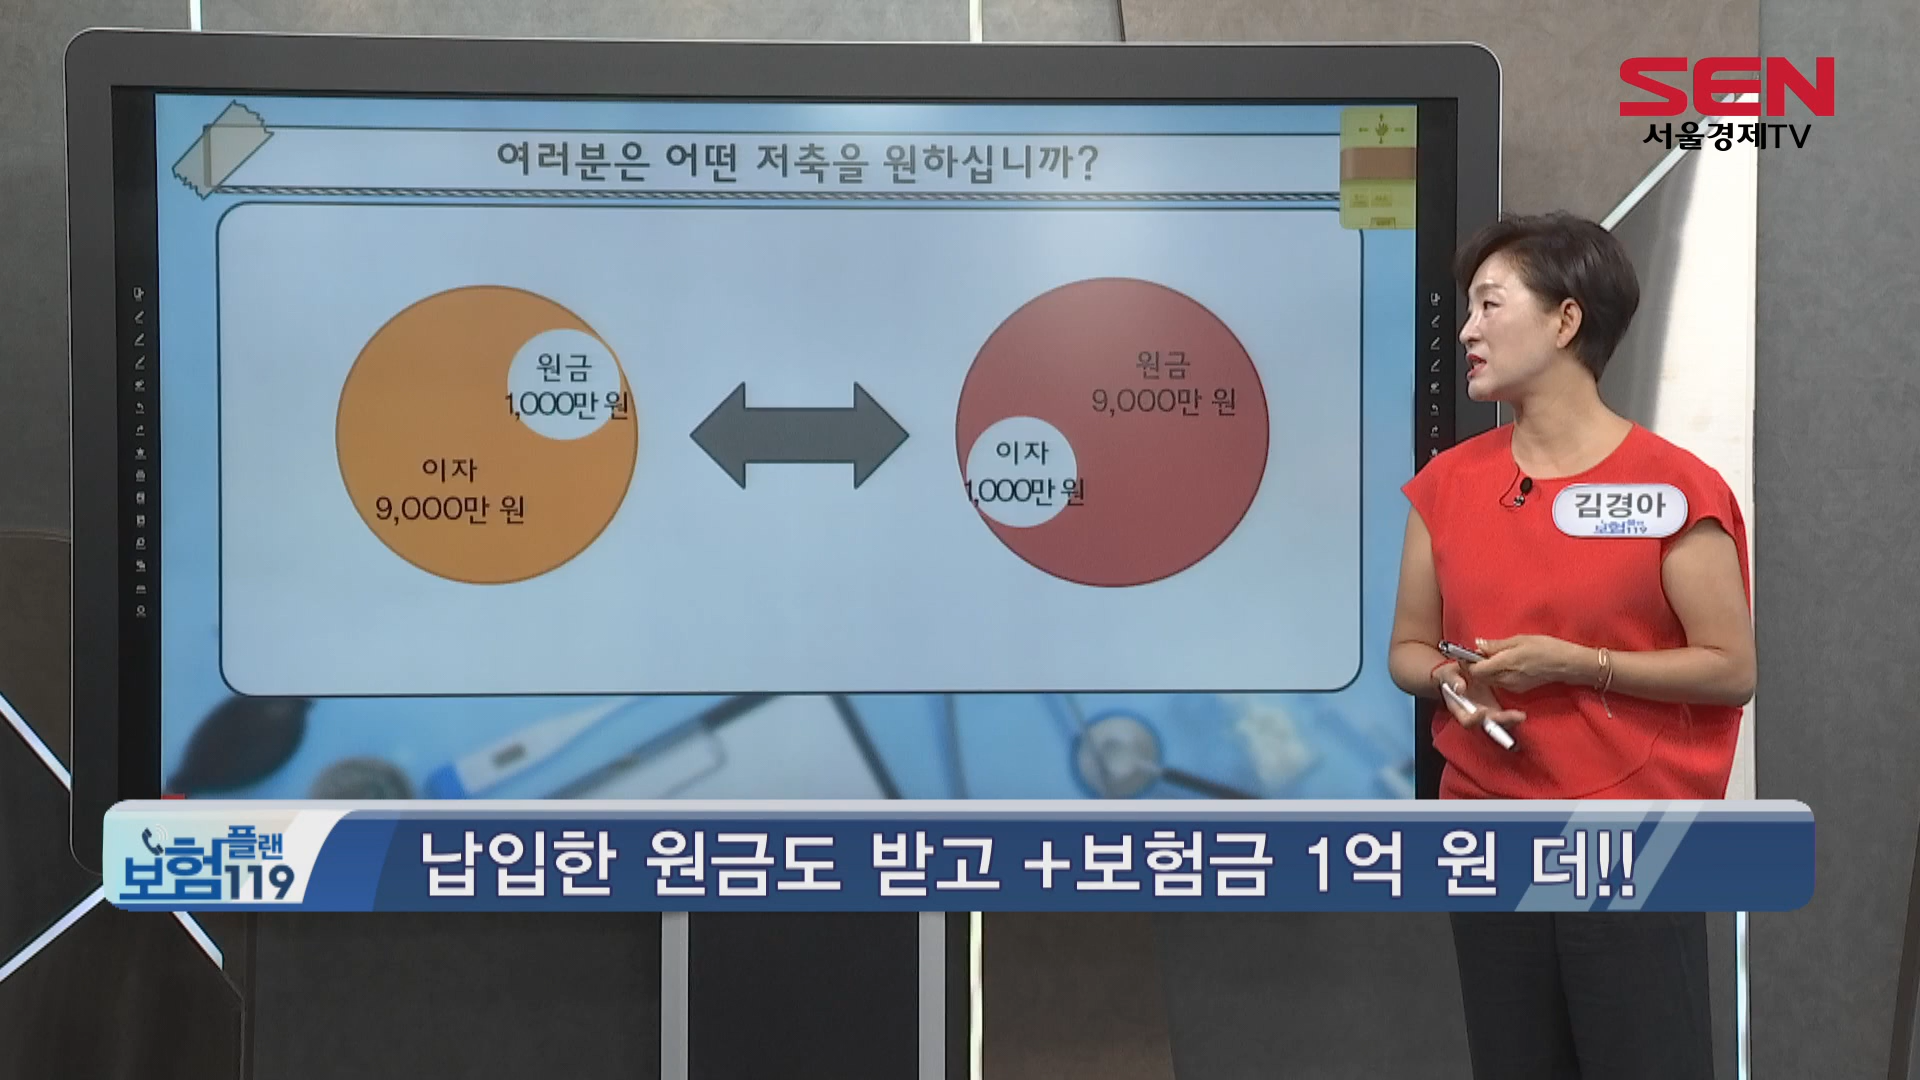 SEN
서울경제TV
여러분은 어떤 저축을 원하십니까?
원금
1,000만 원
이자
9,000만 원
원금
9,000만 원
이자
1,000만 원
김경아
보험플랜119
보험플랜119
납입한 원금도 받고 +보험금 1억 원 더!!